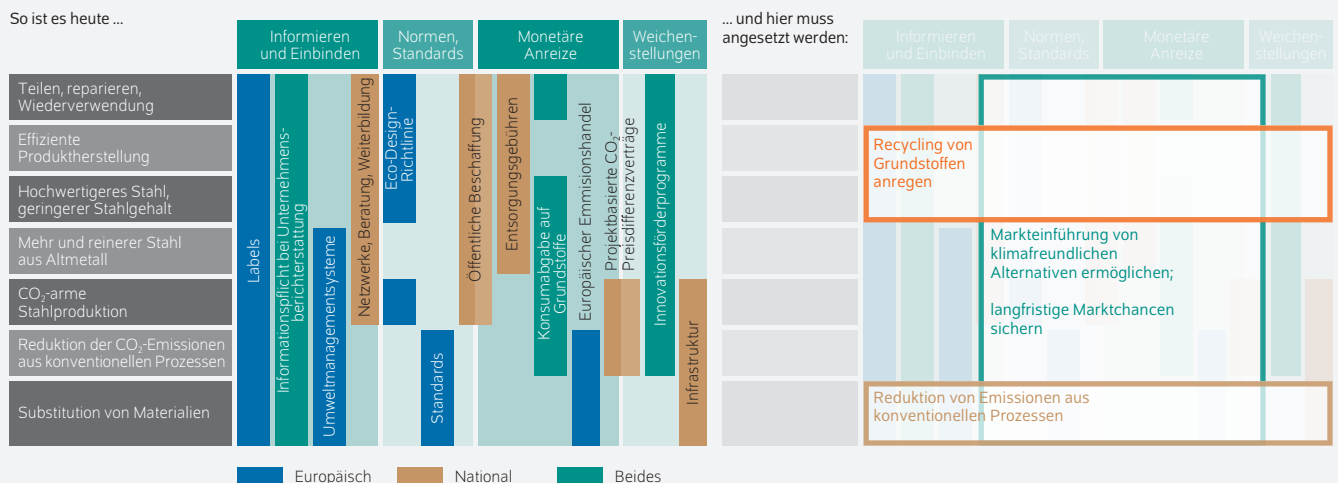 So ist es heute ...
Informieren
und Einbinden
Normen,
Standards
Monetäre
Anreize
Weichen-
stellungen
Teilen, reparieren,
Wiederverwendung
Effiziente
Produktherstellung
Hochwertigeres Stahl,
geringerer Stahlgehalt
Mehr und reinerer Stahl
aus Altmetall
CO₂-arme
Stahlproduktion
Reduktion der CO₂-Emissionen
aus konventionellen Prozessen
Substitution von Materialien
Labels
Informationspflicht bei Unternehmens-
berichterstattung
Umweltmanagementsysteme
Netzwerke, Beratung, Weiterbildung
Eco-Design-
Richtlinie
Standards
Öffentliche Beschaffung
Entsorgungsgebühren
Konsumabgabe auf
Grundstoffe
Europäischer Emmisionshandel
Projektbasierte CO₂-
Preisdifferenzverträge
Innovationsförderprogramme
Infrastruktur
Europäisch
National
Beides
... und hier muss
angesetzt werden:
Informieren
und Einbinden
Normen,
Standards
Monetäre
Anreize
Weichen-
stellungen
Recycling von
Grundstoffen
anregen
Markteinführung von
klimafreundlichen
Alternativen ermöglichen;
langfristige Marktchancen
sichern
Reduktion von Emissionen aus
konventionellen Prozessen